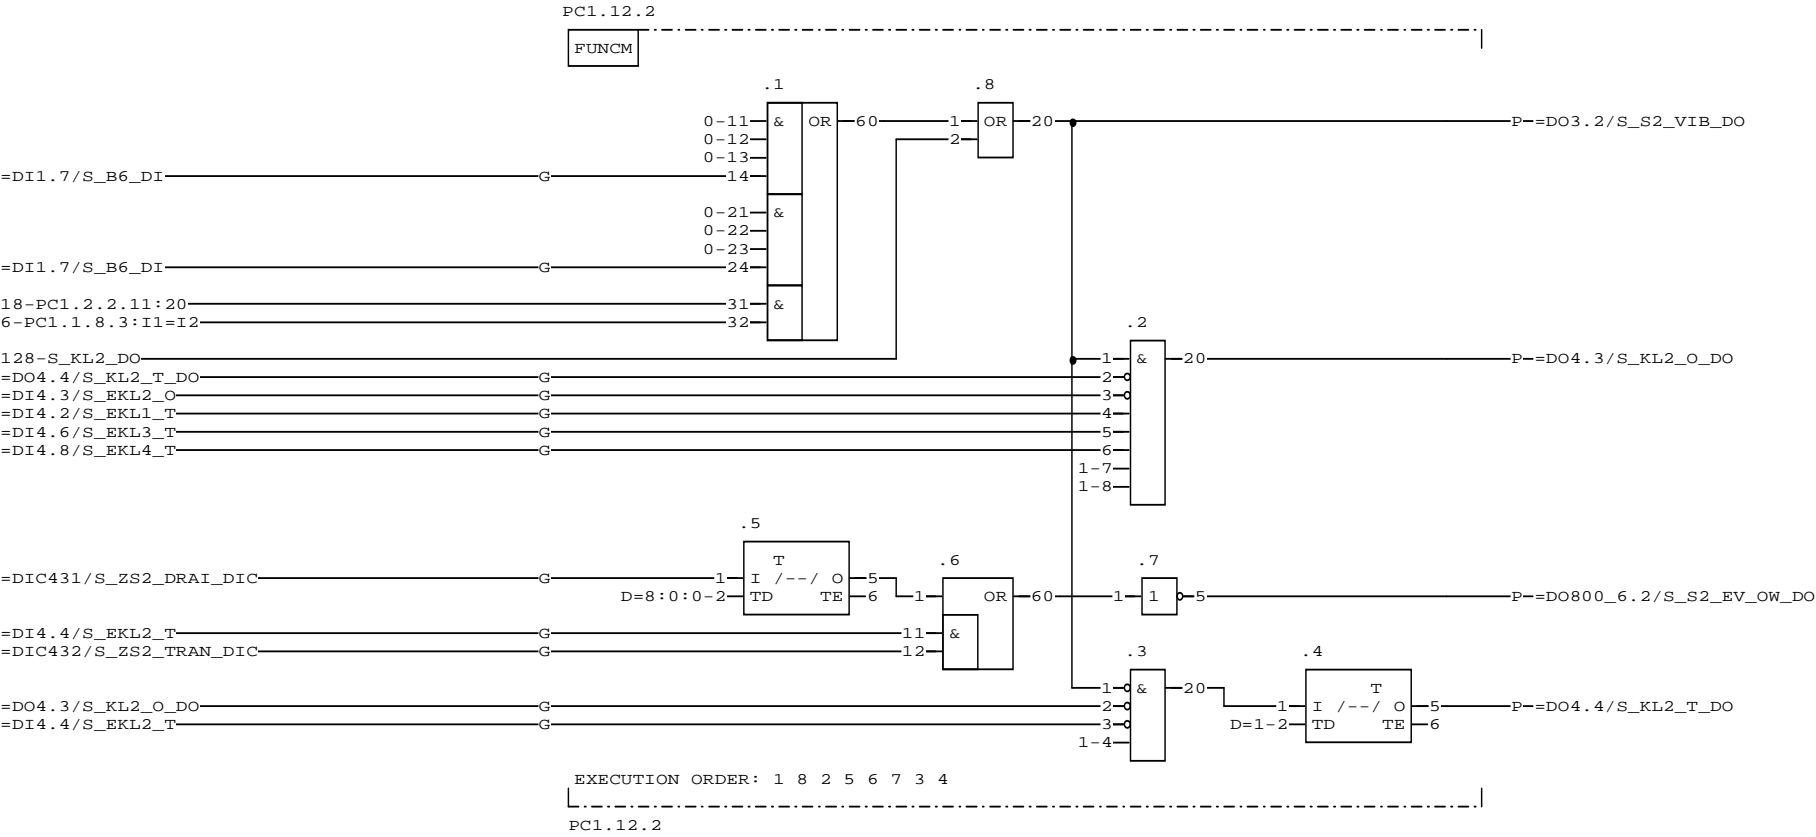 PC1.12.2
FUNCM
.1 .8
0-11 & OR 60 1 OR 20 P =DO3.2/S_S2_VIB_DO
0-12 2
0-13
=DI1.7/S_B6_DI G 14
0-21 &
0-22
0-23
=DI1.7/S_B6_DI G 24
18-PC1.2.2.11:20 31 &
6-PC1.1.8.3:I1=I2 32
.2
128-S_KL2_DO 1 & 20 P =DO4.3/S_KL2_O_DO
=DO4.4/S_KL2_T_DO G 2
=DI4.3/S_EKL2_O G 3
=DI4.2/S_EKL1_T G 4
=DI4.6/S_EKL3_T G 5
=DI4.8/S_EKL4_T G 6
1-7
1-8
.5
T .6 .7
=DIC431/S_ZS2_DRAI_DIC G 1 I /--/ O 5
D=8:0:0-2 TD TE 6 1 OR 60 1 1 5 P =DO800_6.2/S_S2_EV_OW_DO
=DI4.4/S_EKL2_T G 11 &
=DIC432/S_ZS2_TRAN_DIC G 12
.3 .4
1 & 20 T
=DO4.3/S_KL2_O_DO G 2 1 I /--/ O 5 P =DO4.4/S_KL2_T_DO
=DI4.4/S_EKL2_T G 3 D=1-2 TD TE 6
1-4
EXECUTION ORDER: 1 8 2 5 6 7 3 4
PC1.12.2